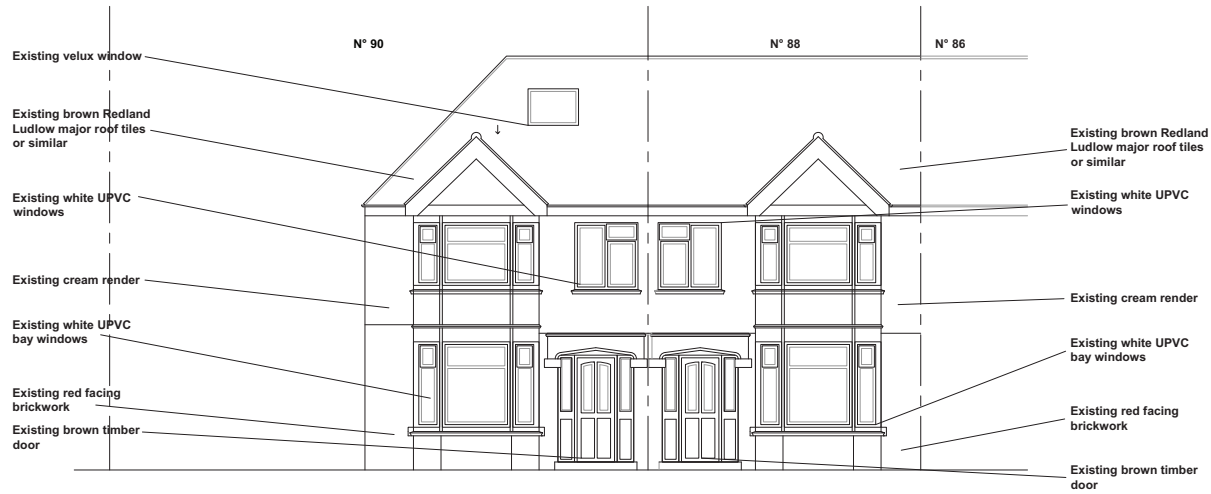 N° 90
N° 88
N° 86
Existing velux window
Existing brown Redland
Ludlow major roof tiles
or similar
Existing white UPVC
windows
Existing cream render
Existing white UPVC
bay windows
Existing red facing
brickwork
Existing brown timber
door
Existing brown Redland
Ludlow major roof tiles
or similar
Existing white UPVC
windows
Existing cream render
Existing white UPVC
bay windows
Existing red facing
brickwork
Existing brown timber
door